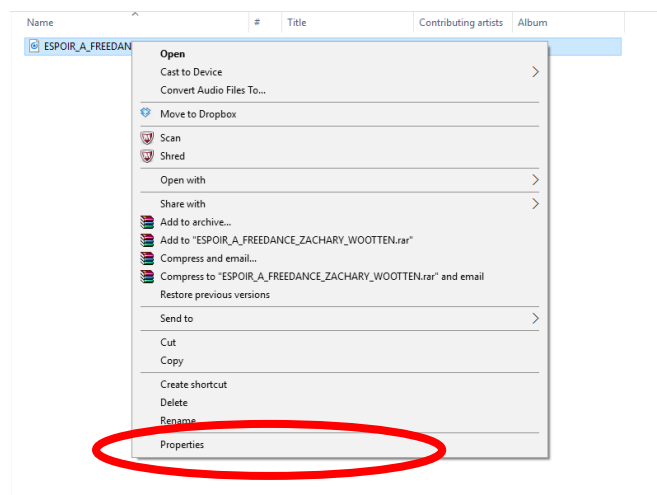 Name # Title Contributing artists Album
ESPOIR_A_FREEDAN
Open
Cast to Device
Convert Audio Files To...
Move to Dropbox
Scan
Shred
Open with
Share with
Add to archive...
Add to "ESPOIR_A_FREEDANCE_ZACHARY_WOOTTEN.rar"
Compress and email...
Compress to "ESPOIR_A_FREEDANCE_ZACHARY_WOOTTEN.rar" and email
Restore previous versions
Send to
Cut
Copy
Create shortcut
Delete
Rename
Properties